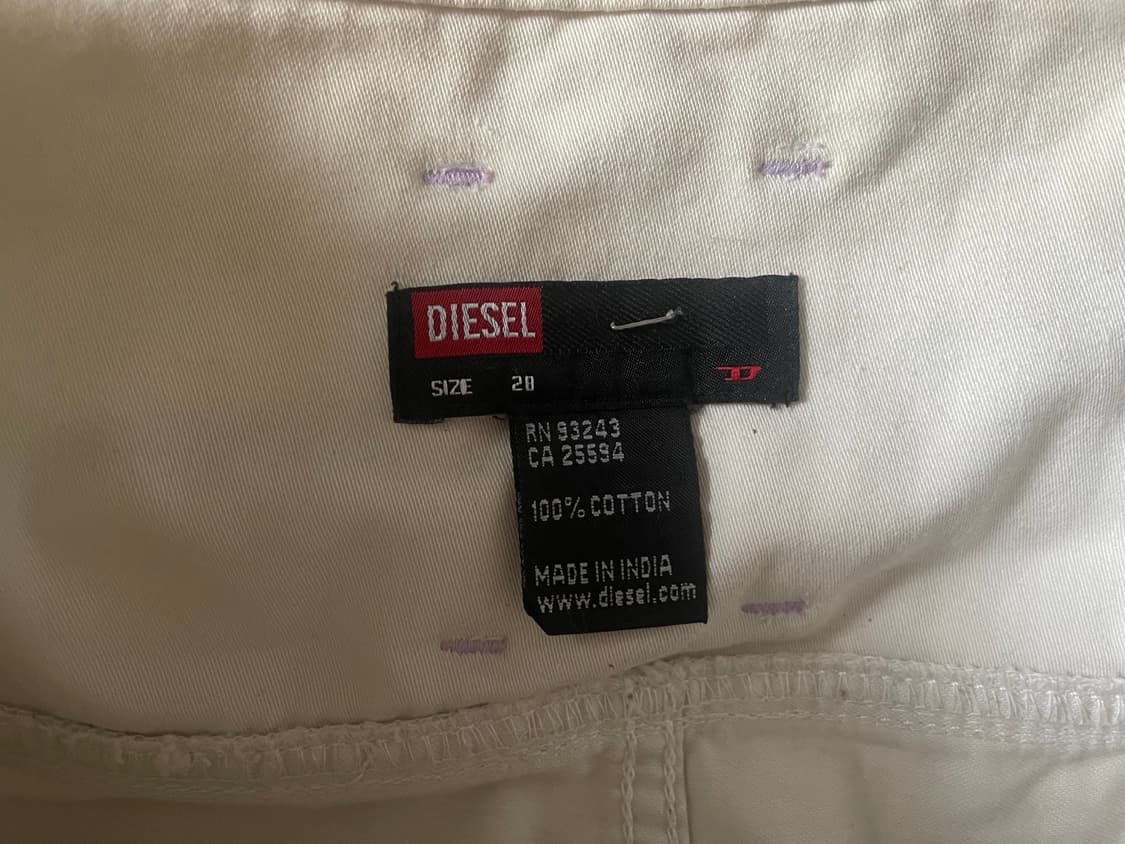 DIESEL
SIZE 28
RN 93243
CA 25594
100% COTTON
MADE IN INDIA
www.diesel.com